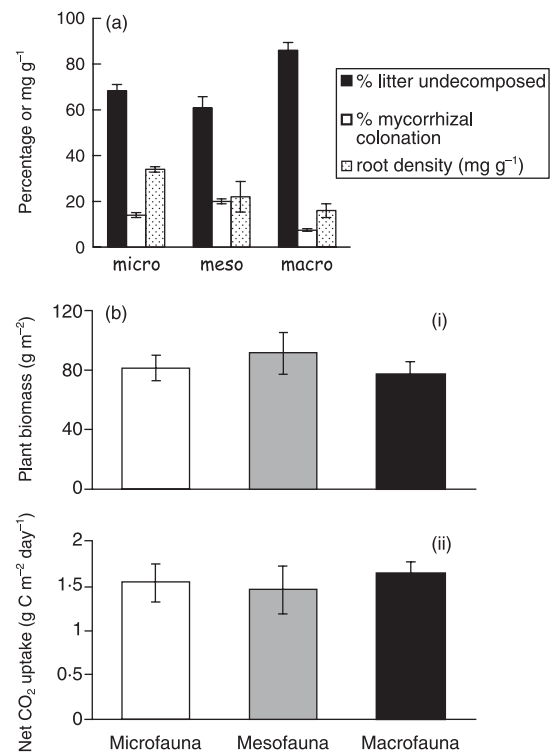 (a)
100
80
60
40
20
0
Percentage or mg g⁻¹
micro meso macro
% litter undecomposed
% mycorrhizal
colonation
root density (mg g⁻¹)
(b)
(i)
120
80
40
0
Plant biomass (g m⁻²)
(ii)
2
1·5
1
0·5
0
Net CO₂ uptake (g C m⁻² day⁻¹)
Microfauna Mesofauna Macrofauna